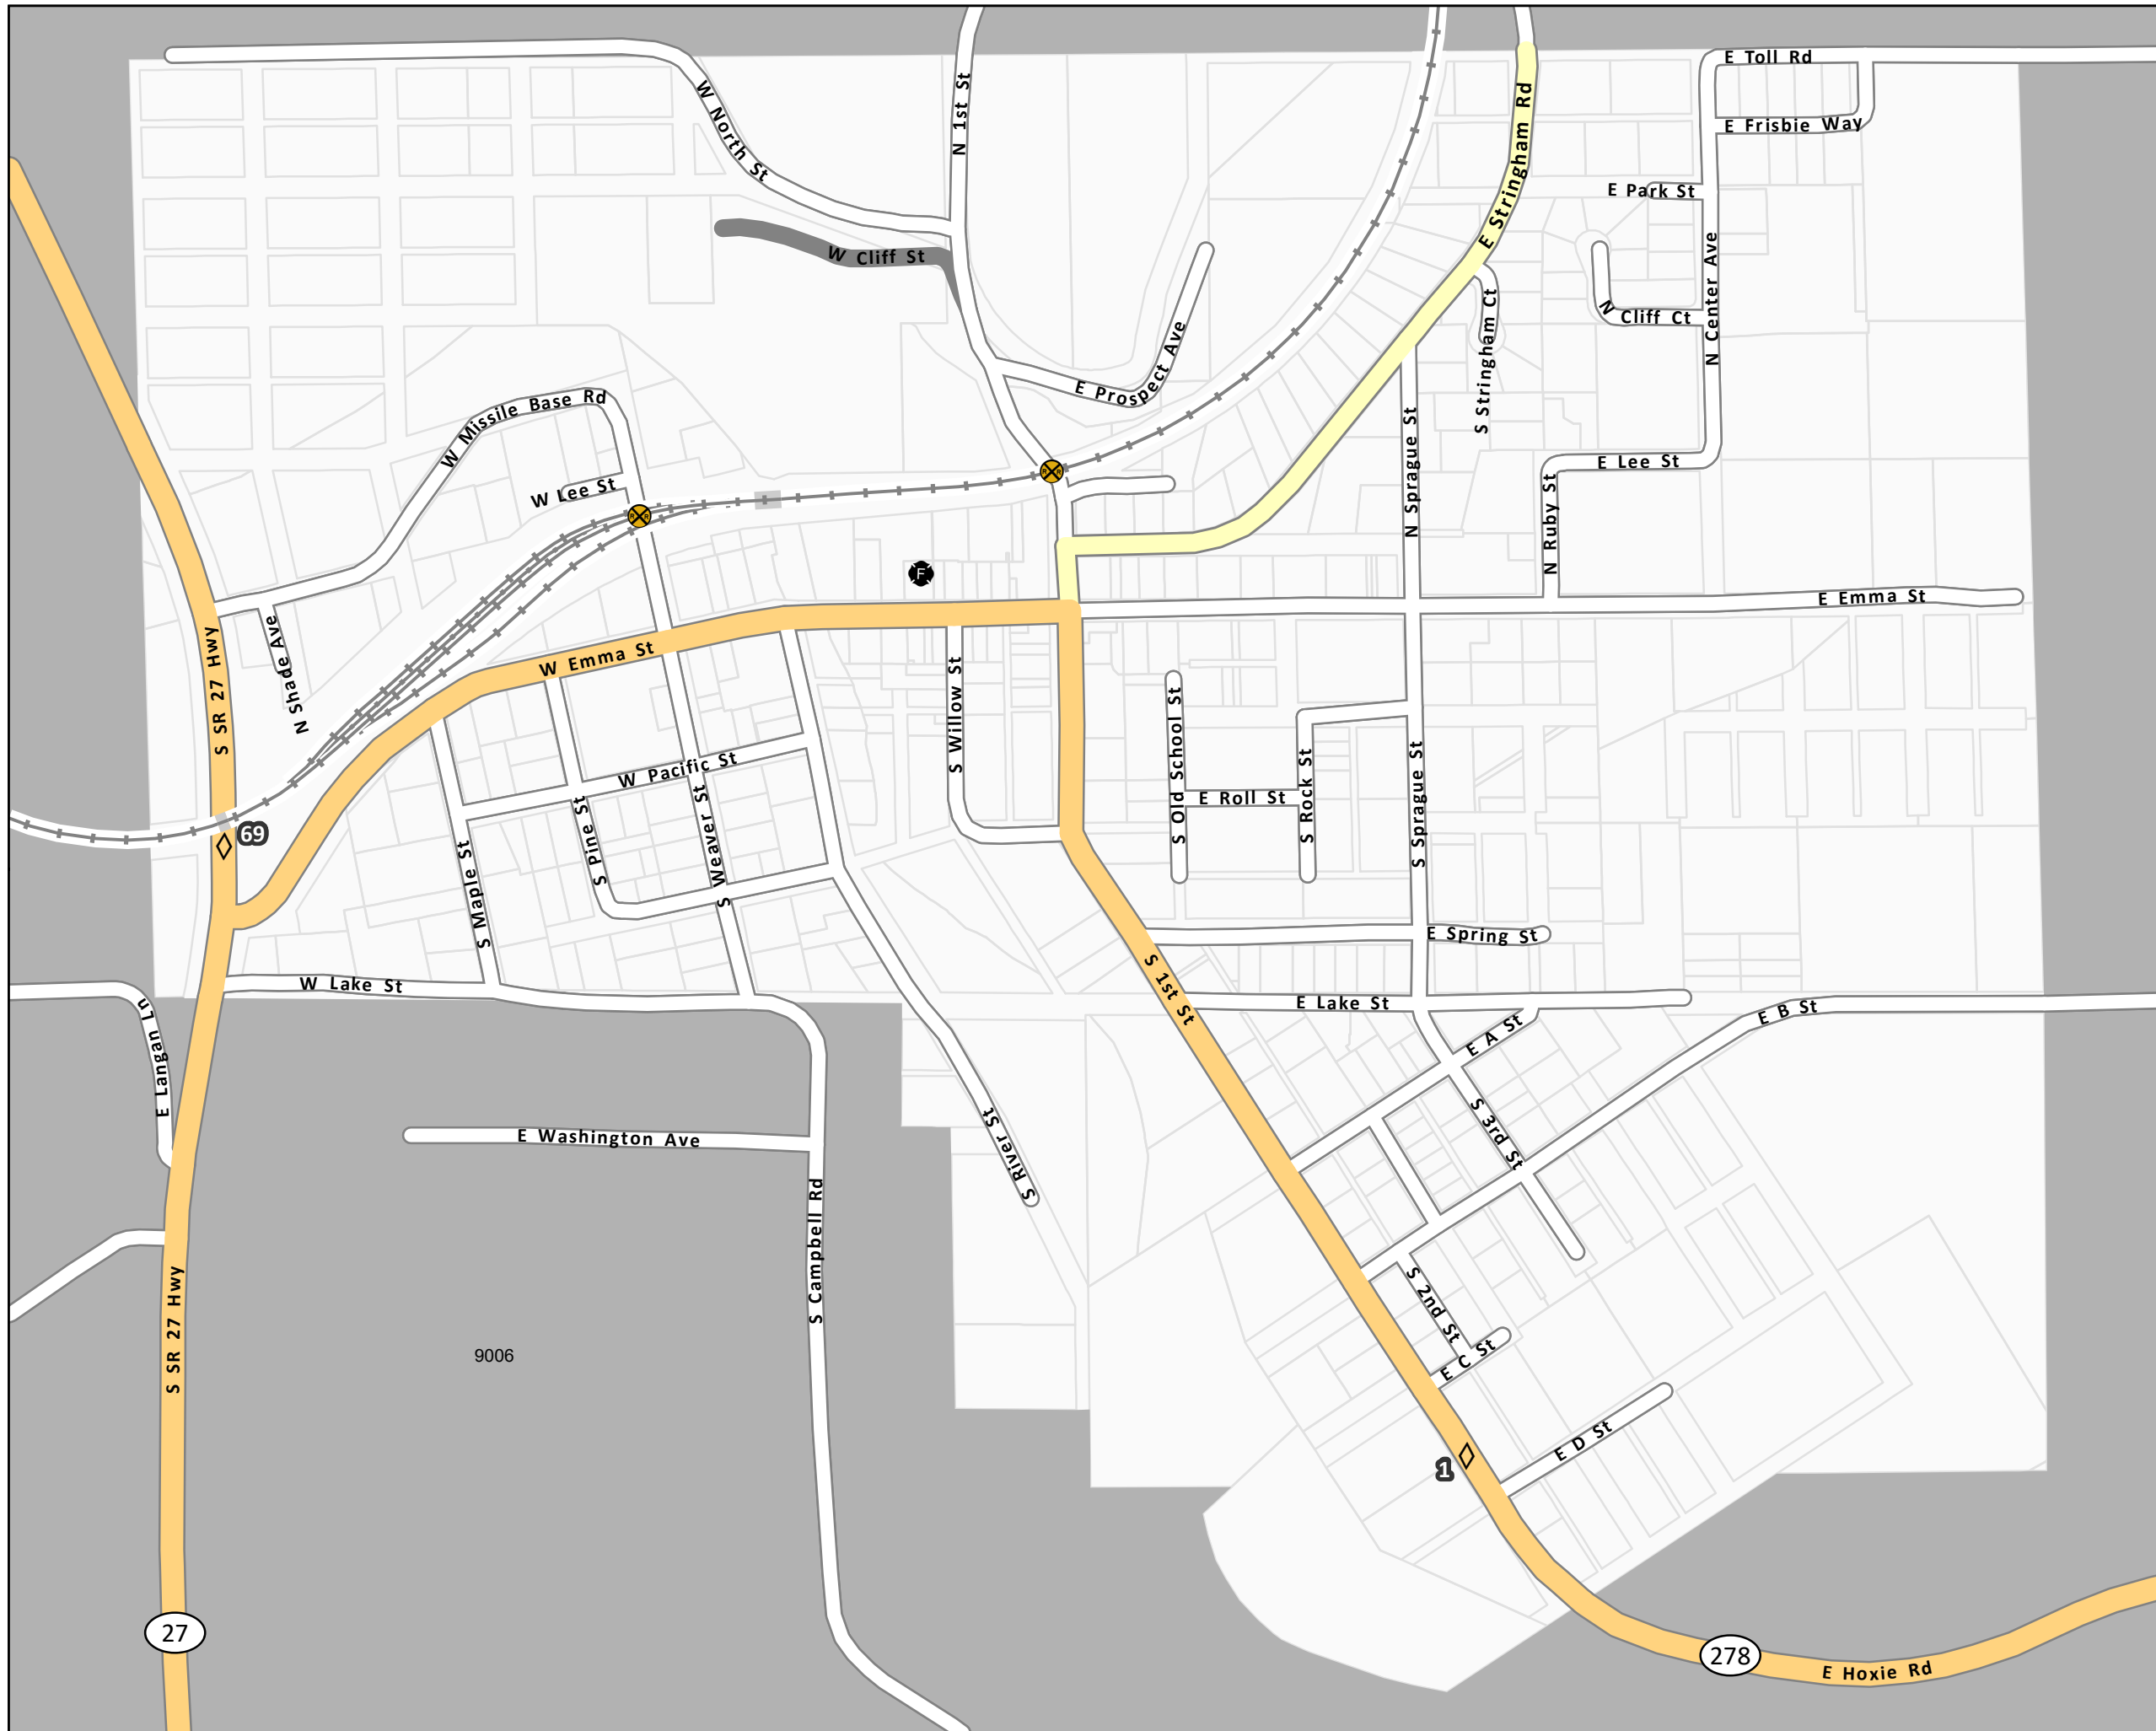 E Toll Rd
W North St
N 1st St
E Stringham Rd
E Frisbie Way
E Park St
W Cliff St
N Center Ave
N Cliff Ct
S Stringham Ct
E Prospect Ave
W Missile Base Rd
N Sprague St
E Lee St
W Lee St
R R
R R
N Ruby St
F
E Emma St
S SR 27 Hwy
N Shade Ave
W Emma St
S Willow St
S Old School St
S Rock St
S Sprague St
W Pacific St
E Roll St
69
S Pine St
S Weaver St
S Maple St
E Spring St
W Lake St
S 1st St
E Lake St
E B St
E A St
E Langan Ln
S 3rd St
E Washington Ave
S River St
S Campbell Rd
S SR 27 Hwy
S 2nd St
9006
E C St
E D St
1
27
278
E Hoxie Rd